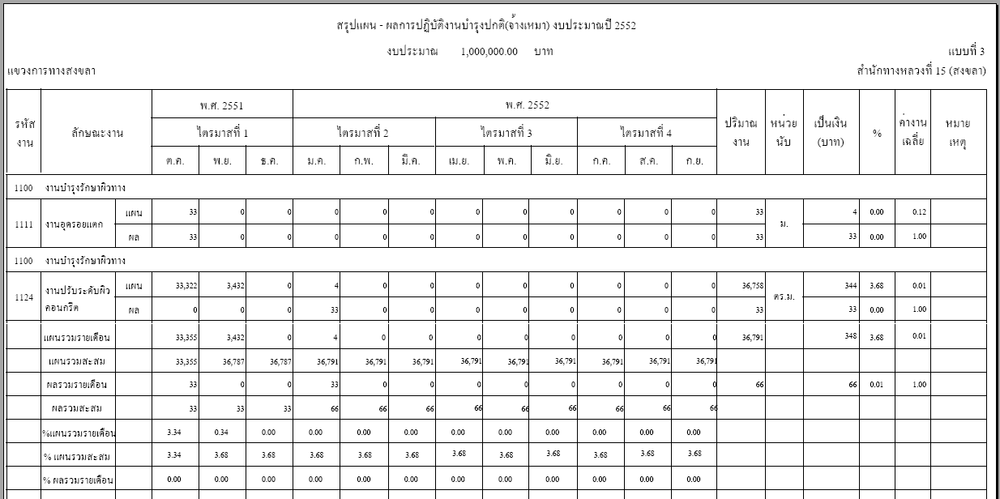 สรุปแผน - ผลการปฏิบัติงานบำรุงปกติ(จ้างเหมา) งบประมาณปี 2552
งบประมาณ 1,000,000.00 บาท
แบบที่ 3
แขวงการทางสงขลา สำนักทางหลวงที่ 15 (สงขลา)
รหัสงาน ลักษณะงาน พ.ศ. 2551 พ.ศ. 2552 ปริมาณงาน หน่วยนับ เป็นเงิน (บาท) % ค่างานเฉลี่ย หมายเหตุ
ไตรมาสที่ 1 ไตรมาสที่ 2 ไตรมาสที่ 3 ไตรมาสที่ 4
ต.ค. พ.ย. ธ.ค. ม.ค. ก.พ. มี.ค. เม.ย. พ.ค. มิ.ย. ก.ค. ส.ค. ก.ย.
1100 งานบำรุงรักษาผิวทาง
1111 งานอุดรอยแตก แผน 33 0 0 0 0 0 0 0 0 0 0 0 33 ม. 4 0.00 0.12
ผล 33 0 0 0 0 0 0 0 0 0 0 0 33 33 0.00 1.00
1100 งานบำรุงรักษาผิวทาง
1124 งานปรับระดับผิวคอนกรีต แผน 33,322 3,432 0 4 0 0 0 0 0 0 0 0 36,758 ตร.ม. 344 3.68 0.01
ผล 0 0 0 33 0 0 0 0 0 0 0 0 33 33 0.00 1.00
แผนรวมรายเดือน 33,355 3,432 0 4 0 0 0 0 0 0 0 0 36,791 348 3.68 0.01
แผนรวมสะสม 33,355 36,787 36,787 36,791 36,791 36,791 36,791 36,791 36,791 36,791 36,791 36,791
ผลรวมรายเดือน 33 0 0 33 0 0 0 0 0 0 0 0 66 66 0.01 1.00
ผลรวมสะสม 33 33 33 66 66 66 66 66 66 66 66 66
%แผนรวมรายเดือน 3.34 0.34 0.00 0.00 0.00 0.00 0.00 0.00 0.00 0.00 0.00 0.00
% แผนรวมสะสม 3.34 3.68 3.68 3.68 3.68 3.68 3.68 3.68 3.68 3.68 3.68 3.68
% ผลรวมรายเดือน 0.00 0.00 0.00 0.00 0.00 0.00 0.00 0.00 0.00 0.00 0.00 0.00